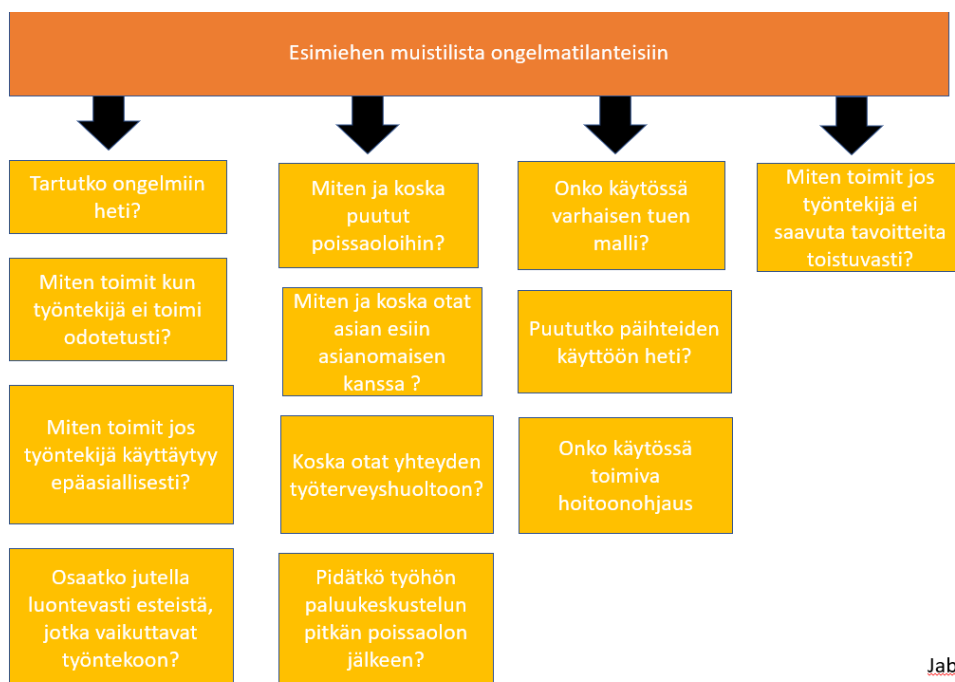 Esimiehen muistilista ongelmatilanteisiin
Tartutko ongelmiin
heti?
Miten toimit kun
työntekijä ei toimi
odotetusti?
Miten toimit jos
työntekijä käyttäytyy
epäasiallisesti?
Osaatko jutella
luontevasti esteistä,
jotka vaikuttavat
työntekoon?
Miten ja koska
puutut
poissaoloihin?
Miten ja koska otat
asian esiin
asianomaisen
kanssa ?
Koska otat yhteyden
työterveyshuoltoon?
Pidätkö työhön
paluukeskustelun
pitkän poissaolon
jälkeen?
Onko käytössä
varhaisen tuen
malli?
Puututko päihteiden
käyttöön heti?
Onko käytössä
toimiva
hoitoonohjaus
Miten toimit jos
työntekijä ei
saavuta tavoitteita
toistuvasti?
Jab